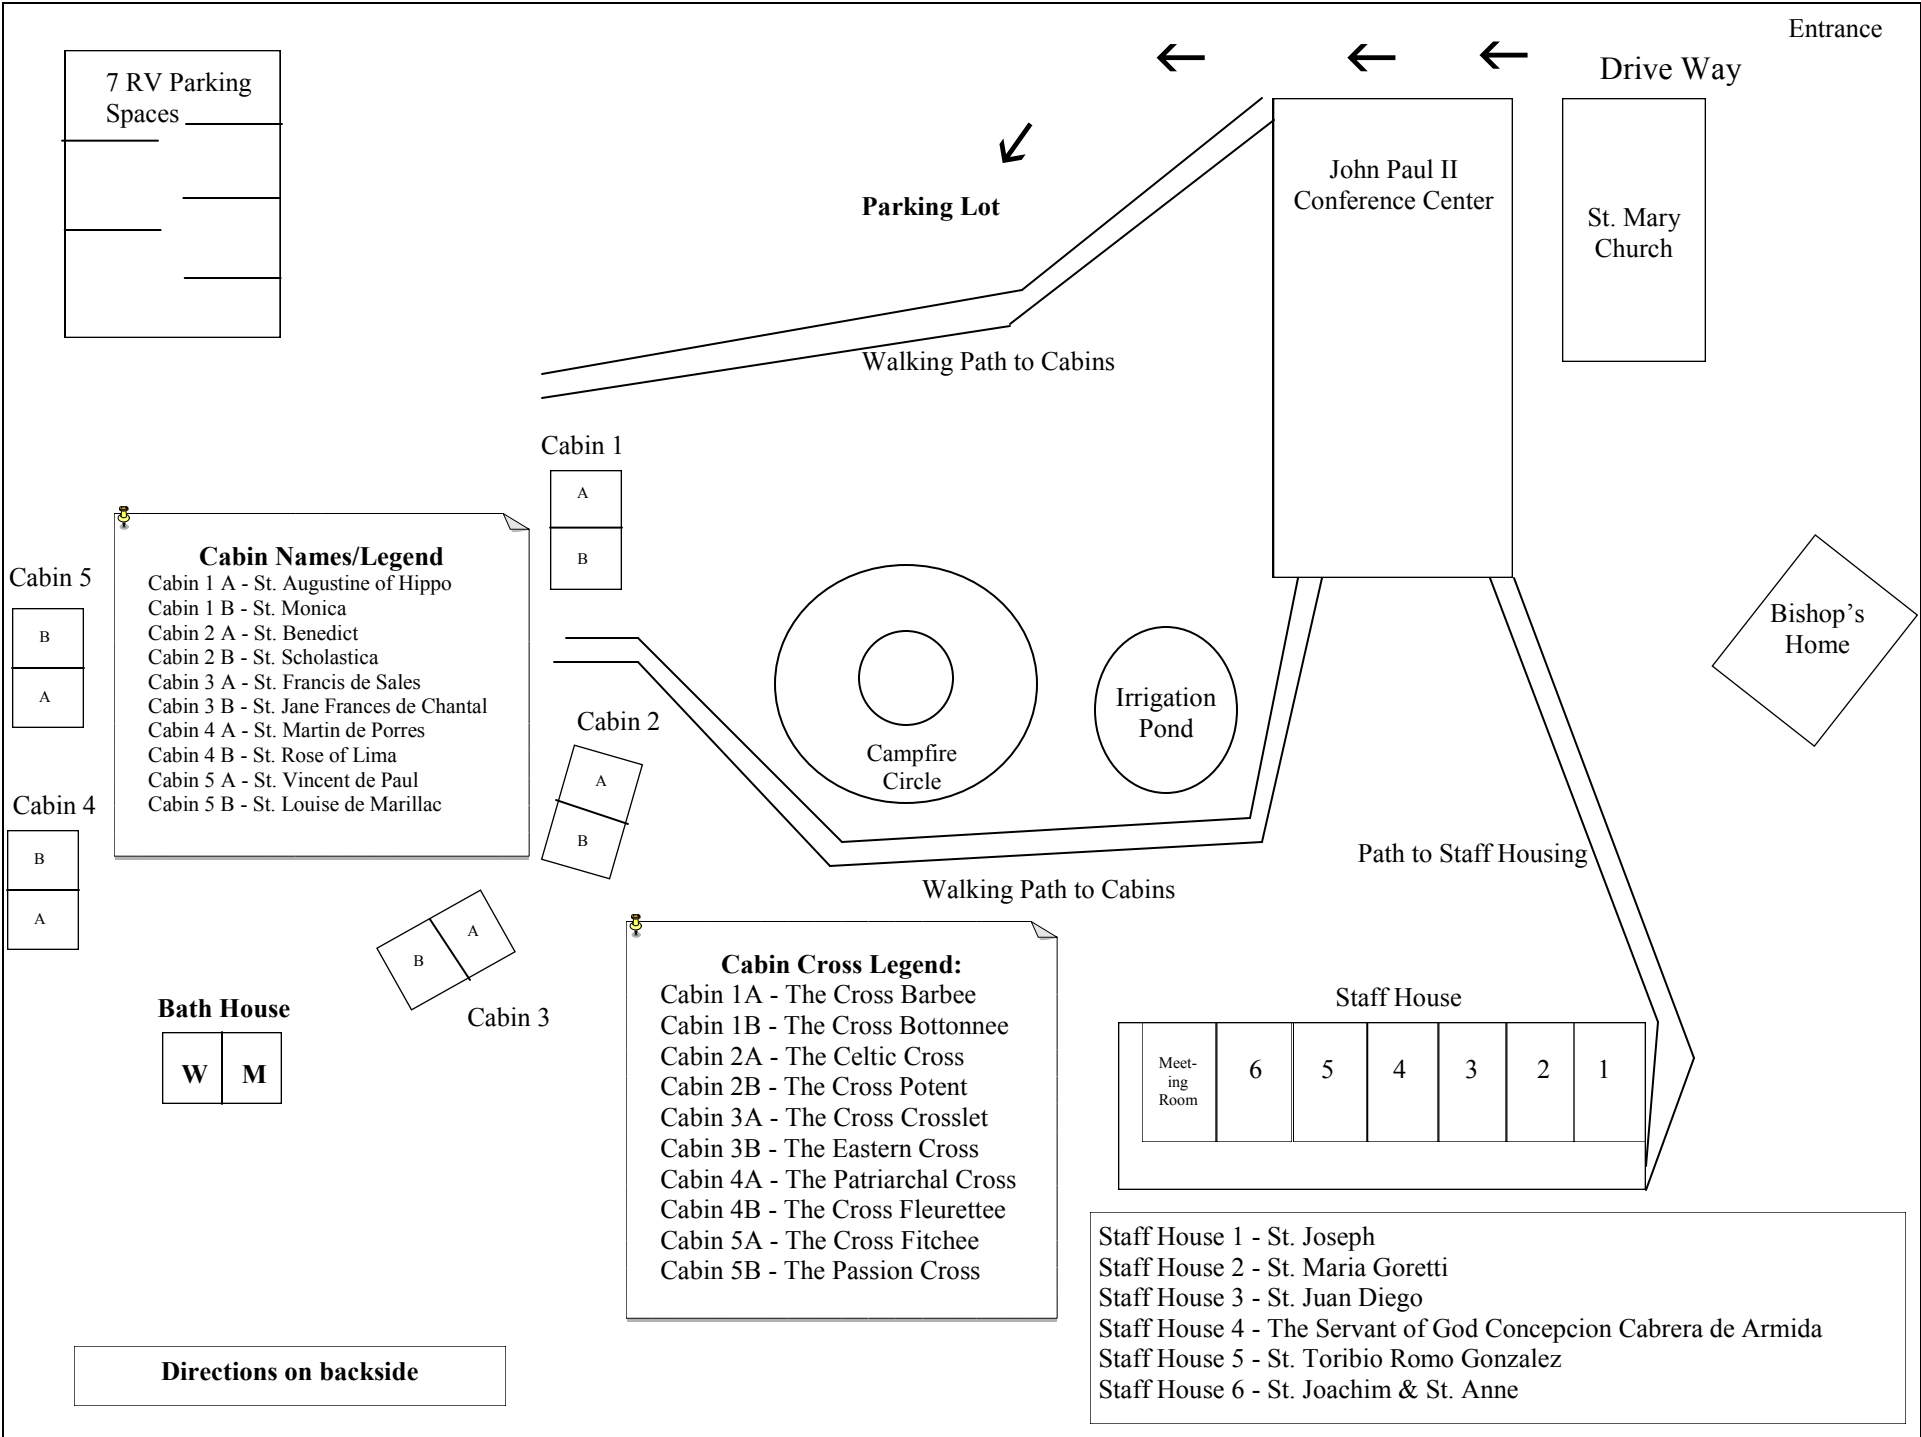 Entrance
Drive Way
7 RV Parking
Spaces
John Paul II
Conference Center
St. Mary
Church
Parking Lot
Walking Path to Cabins
Cabin 1
A
B
Cabin Names/Legend
Cabin 1 A - St. Augustine of Hippo
Cabin 1 B - St. Monica
Cabin 2 A - St. Benedict
Cabin 2 B - St. Scholastica
Cabin 3 A - St. Francis de Sales
Cabin 3 B - St. Jane Frances de Chantal
Cabin 4 A - St. Martin de Porres
Cabin 4 B - St. Rose of Lima
Cabin 5 A - St. Vincent de Paul
Cabin 5 B - St. Louise de Marillac
Cabin 5
B
A
Cabin 4
B
A
Cabin 2
A
B
Campfire
Circle
Irrigation
Pond
Bishop's
Home
Path to Staff Housing
Walking Path to Cabins
B
A
Cabin 3
Bath House
W M
Cabin Cross Legend:
Cabin 1A - The Cross Barbee
Cabin 1B - The Cross Bottonnee
Cabin 2A - The Celtic Cross
Cabin 2B - The Cross Potent
Cabin 3A - The Cross Crosslet
Cabin 3B - The Eastern Cross
Cabin 4A - The Patriarchal Cross
Cabin 4B - The Cross Fleurettee
Cabin 5A - The Cross Fitchee
Cabin 5B - The Passion Cross
Staff House
Meet-
ing
Room
6 5 4 3 2 1
Staff House 1 - St. Joseph
Staff House 2 - St. Maria Goretti
Staff House 3 - St. Juan Diego
Staff House 4 - The Servant of God Concepcion Cabrera de Armida
Staff House 5 - St. Toribio Romo Gonzalez
Staff House 6 - St. Joachim & St. Anne
Directions on backside